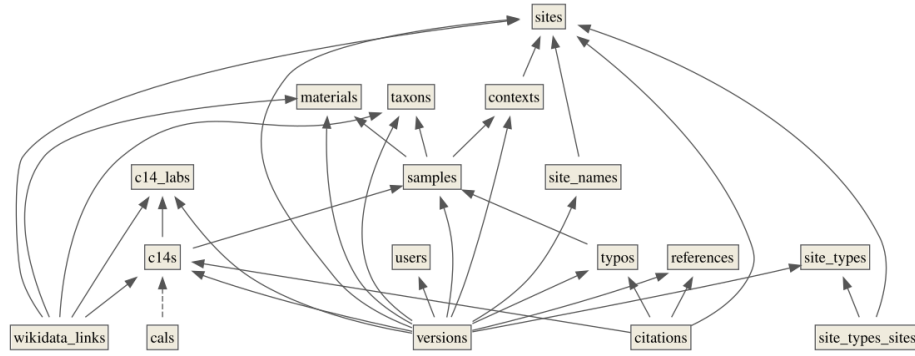 sites
materials
taxons
contexts
c14_labs
samples
site_names
c14s
users
typos
references
site_types
wikidata_links
cals
versions
citations
site_types_sites